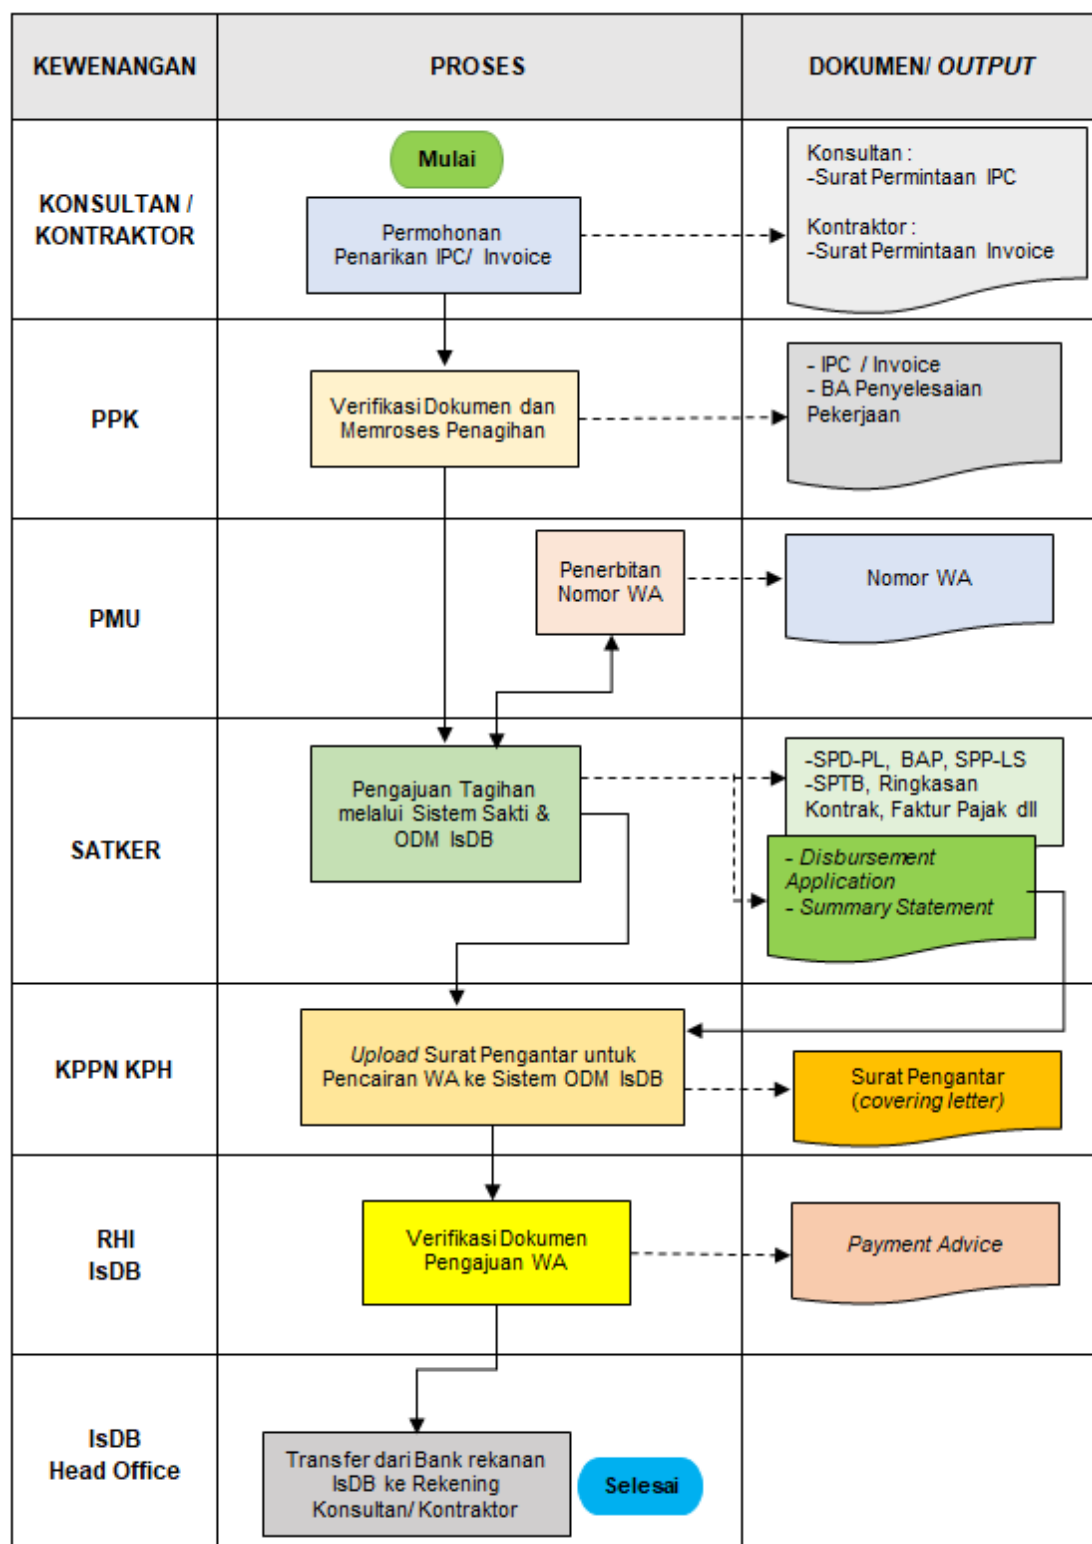 KEWENANGAN
PROSES
DOKUMEN/ OUTPUT
KONSULTAN /
KONTRAKTOR
Mulai
Permohonan
Penarikan IPC/ Invoice
Konsultan :
-Surat Permintaan IPC
Kontraktor :
-Surat Permintaan Invoice
PPK
Verifikasi Dokumen dan
Memroses Penagihan
- IPC / Invoice
- BA Penyelesaian
Pekerjaan
PMU
Penerbitan
Nomor WA
Nomor WA
SATKER
Pengajuan Tagihan
melalui Sistem Sakti &
ODM IsDB
-SPD-PL, BAP, SPP-LS
-SPTB, Ringkasan
Kontrak, Faktur Pajak dll
- Disbursement
Application
- Summary Statement
KPPN KPH
Upload Surat Pengantar untuk
Pencairan WA ke Sistem ODM IsDB
Surat Pengantar
(covering letter)
RHI
IsDB
Verifikasi Dokumen
Pengajuan WA
Payment Advice
IsDB
Head Office
Transfer dari Bank rekanan
IsDB ke Rekening
Konsultan/ Kontraktor
Selesai